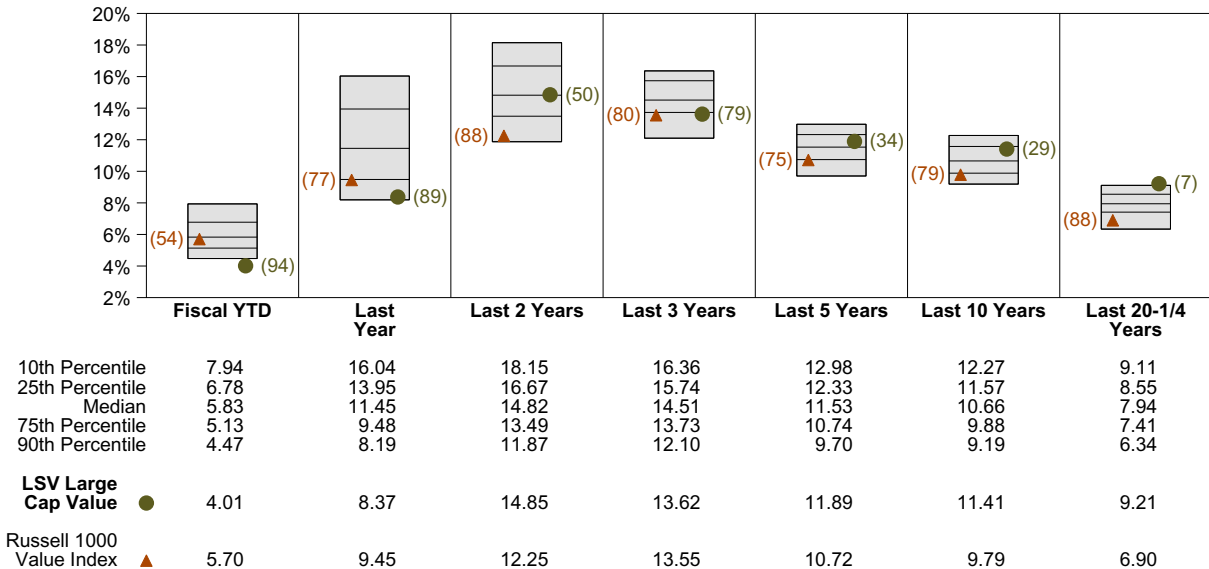 20%
18%
16%
14%
12%
10%
8%
6%
4%
2%
(54)
(94)
(77)
(89)
(88)
(50)
(80)
(79)
(75)
(34)
(79)
(29)
(88)
(7)
Fiscal YTD Last Year Last 2 Years Last 3 Years Last 5 Years Last 10 Years Last 20-1/4 Years
10th Percentile 7.94 16.04 18.15 16.36 12.98 12.27 9.11
25th Percentile 6.78 13.95 16.67 15.74 12.33 11.57 8.55
Median 5.83 11.45 14.82 14.51 11.53 10.66 7.94
75th Percentile 5.13 9.48 13.49 13.73 10.74 9.88 7.41
90th Percentile 4.47 8.19 11.87 12.10 9.70 9.19 6.34
LSV Large
Cap Value 4.01 8.37 14.85 13.62 11.89 11.41 9.21
Russell 1000
Value Index 5.70 9.45 12.25 13.55 10.72 9.79 6.90